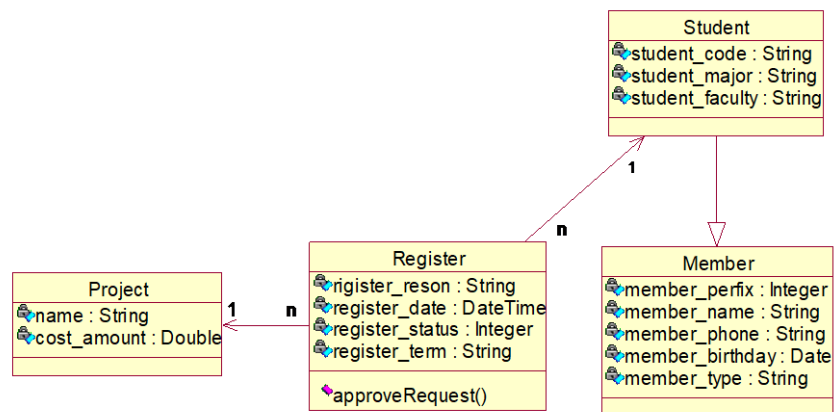 Student
student_code : String
student_major : String
student_faculty : String
1
n
Register
rigister_reson : String
register_date : DateTime
register_status : Integer
register_term : String
approveRequest()
Project
name : String
cost_amount : Double
1
n
Member
member_perfix : Integer
member_name : String
member_phone : String
member_birthday : Date
member_type : String